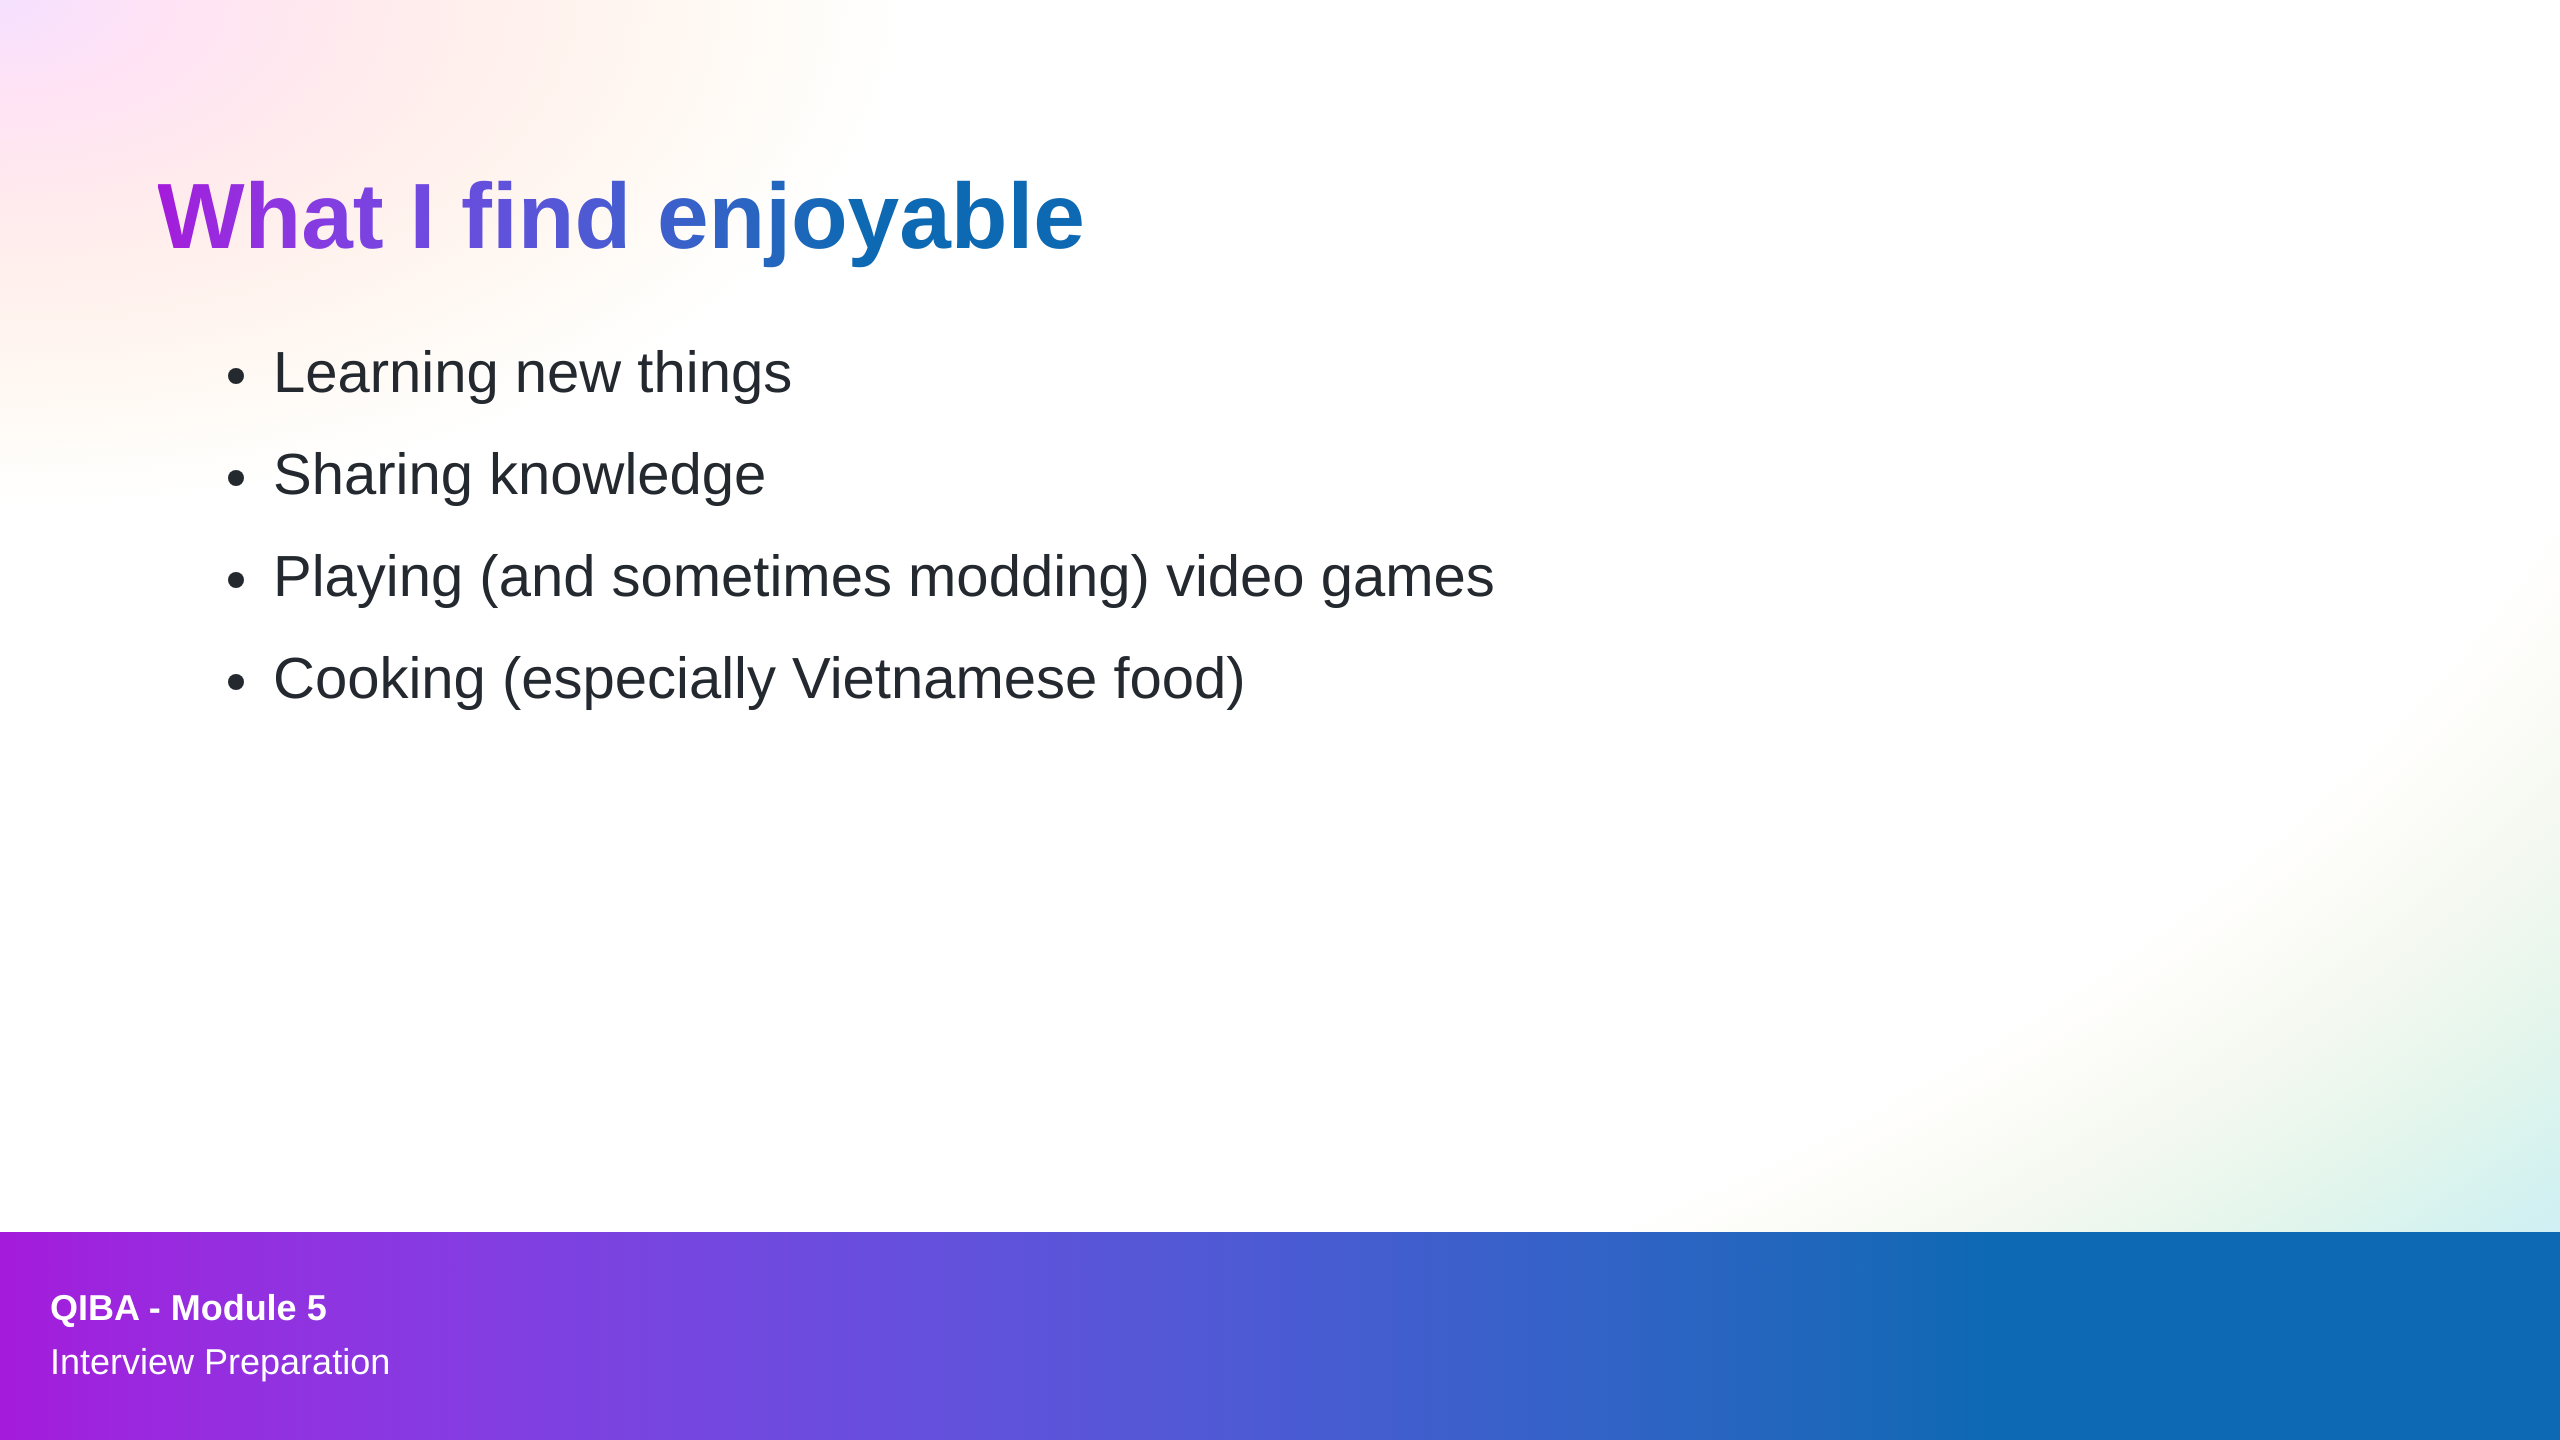 What I find enjoyable
• Learning new things
• Sharing knowledge
• Playing (and sometimes modding) video games
• Cooking (especially Vietnamese food)
QIBA - Module 5
Interview Preparation